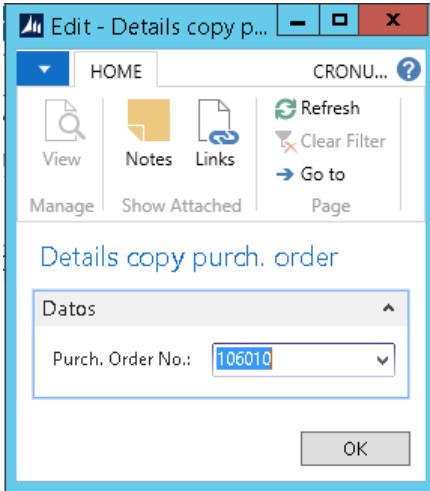 Edit - Details copy p...
HOME
CRONU...
?
View
Notes
Links
Refresh
Clear Filter
Go to
Manage
Show Attached
Page
Details copy purch. order
Datos
Purch. Order No.: 106010
OK